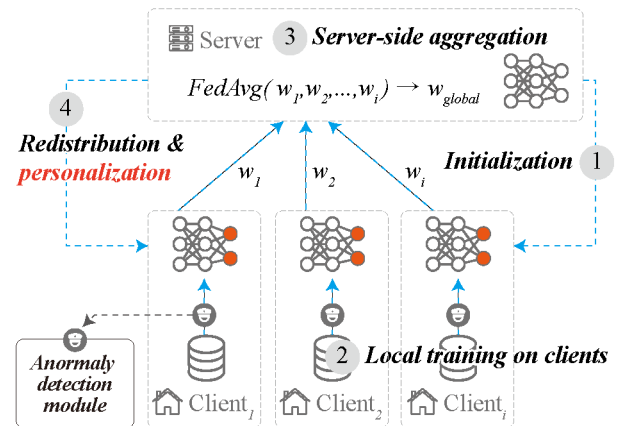 Server 3 Server-side aggregation
FedAvg( w1,w2,...,wi ) → wglobal
4
Redistribution &
personalization
Initialization 1
w1 w2 wi
2 Local training on clients
Anormaly
detection
module
Client1 Client2 Clienti